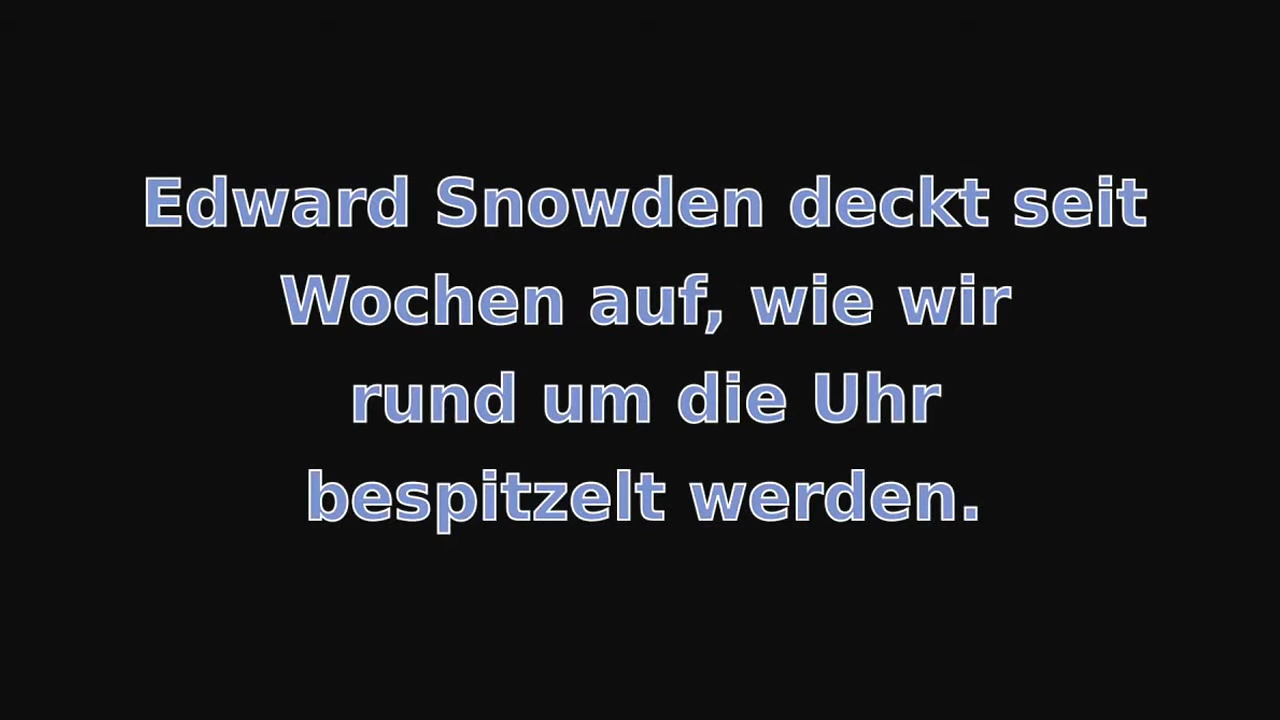 Edward Snowden deckt seit
Wochen auf, wie wir
rund um die Uhr
bespitzelt werden.